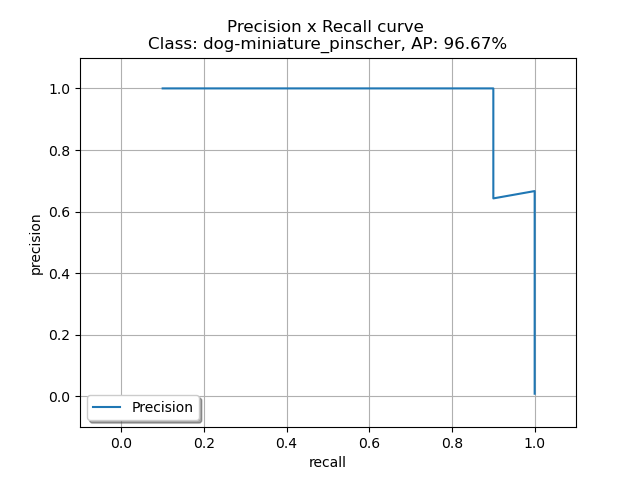 Precision x Recall curve
Class: dog-miniature_pinscher, AP: 96.67%
precision
1.0
0.8
0.6
0.4
0.2
0.0
Precision
0.0 0.2 0.4 0.6 0.8 1.0
recall